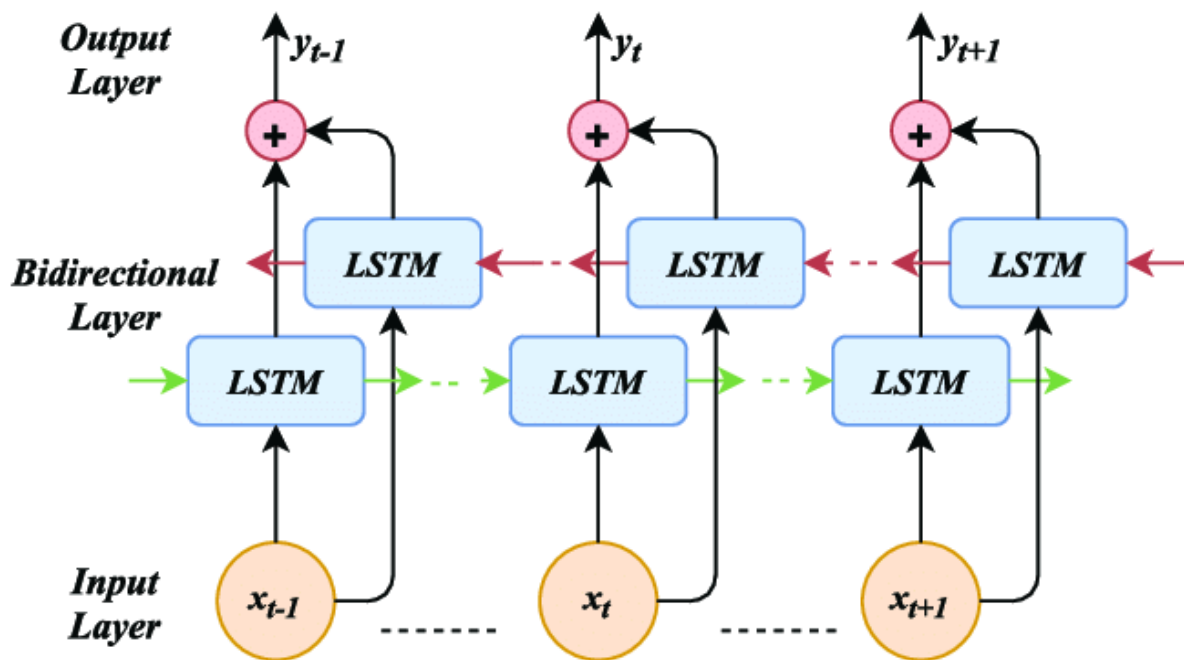 Output
Layer
y_{t-1}
y_t
y_{t+1}
+
+
+
Bidirectional
Layer
LSTM
LSTM
LSTM
LSTM
LSTM
LSTM
Input
Layer
x_{t-1}
x_t
x_{t+1}